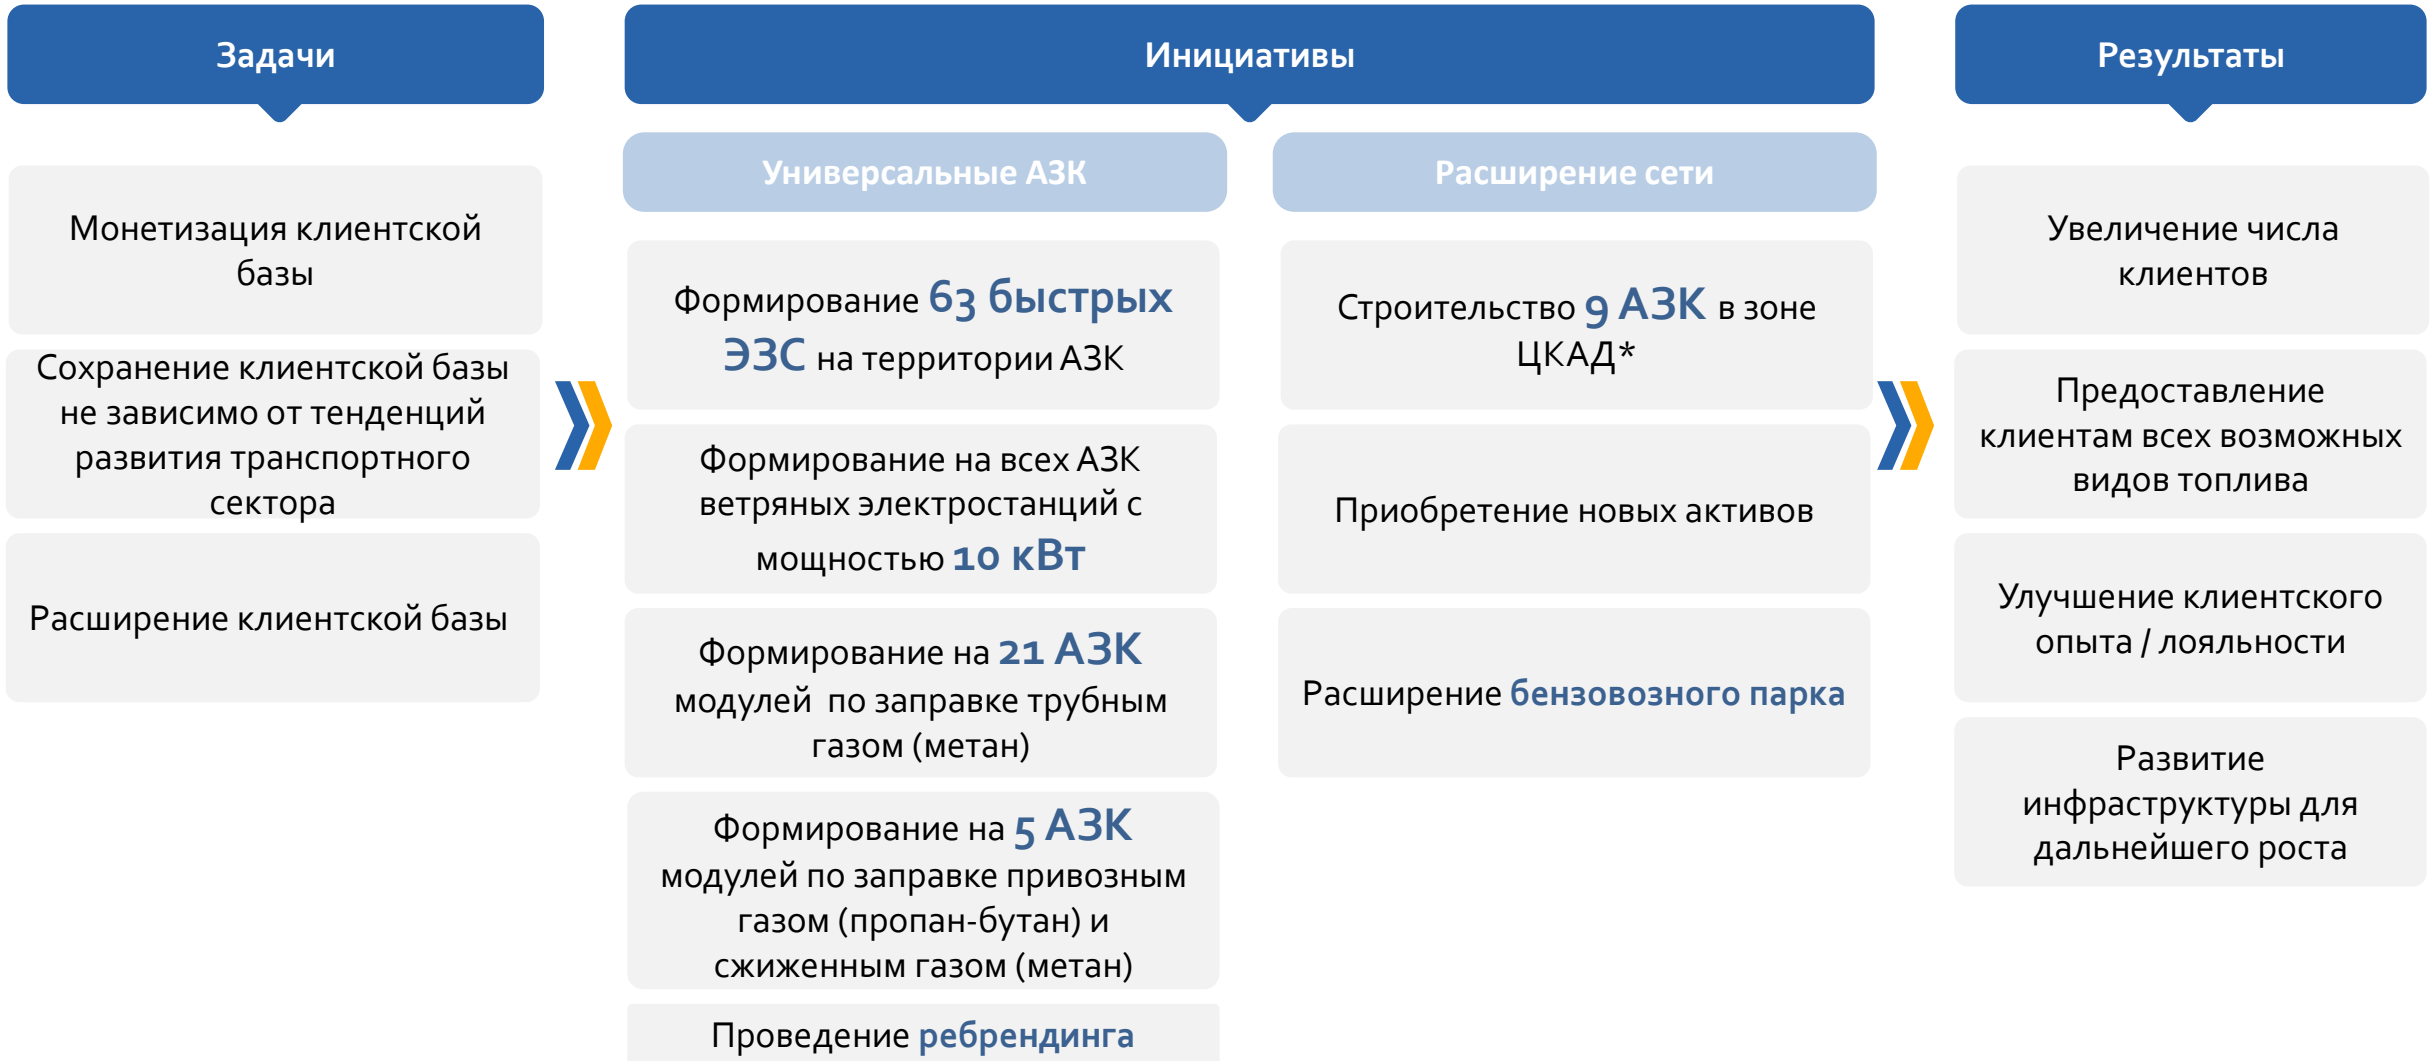 Задачи
Монетизация клиентской
базы
Сохранение клиентской базы
не зависимо от тенденций
развития транспортного
сектора
Расширение клиентской базы
Инициативы
Универсальные АЗК
Формирование 63 быстрых
ЭЗС на территории АЗК
Формирование на всех АЗК
ветряных электростанций с
мощностью 10 кВт
Формирование на 21 АЗК
модулей по заправке трубным
газом (метан)
Формирование на 5 АЗК
модулей по заправке привозным
газом (пропан-бутан) и
сжиженным газом (метан)
Проведение ребрендинга
Расширение сети
Строительство 9 АЗК в зоне
ЦКАД*
Приобретение новых активов
Расширение бензовозного парка
Результаты
Увеличение числа
клиентов
Предоставление
клиентам всех возможных
видов топлива
Улучшение клиентского
опыта / лояльности
Развитие
инфраструктуры для
дальнейшего роста